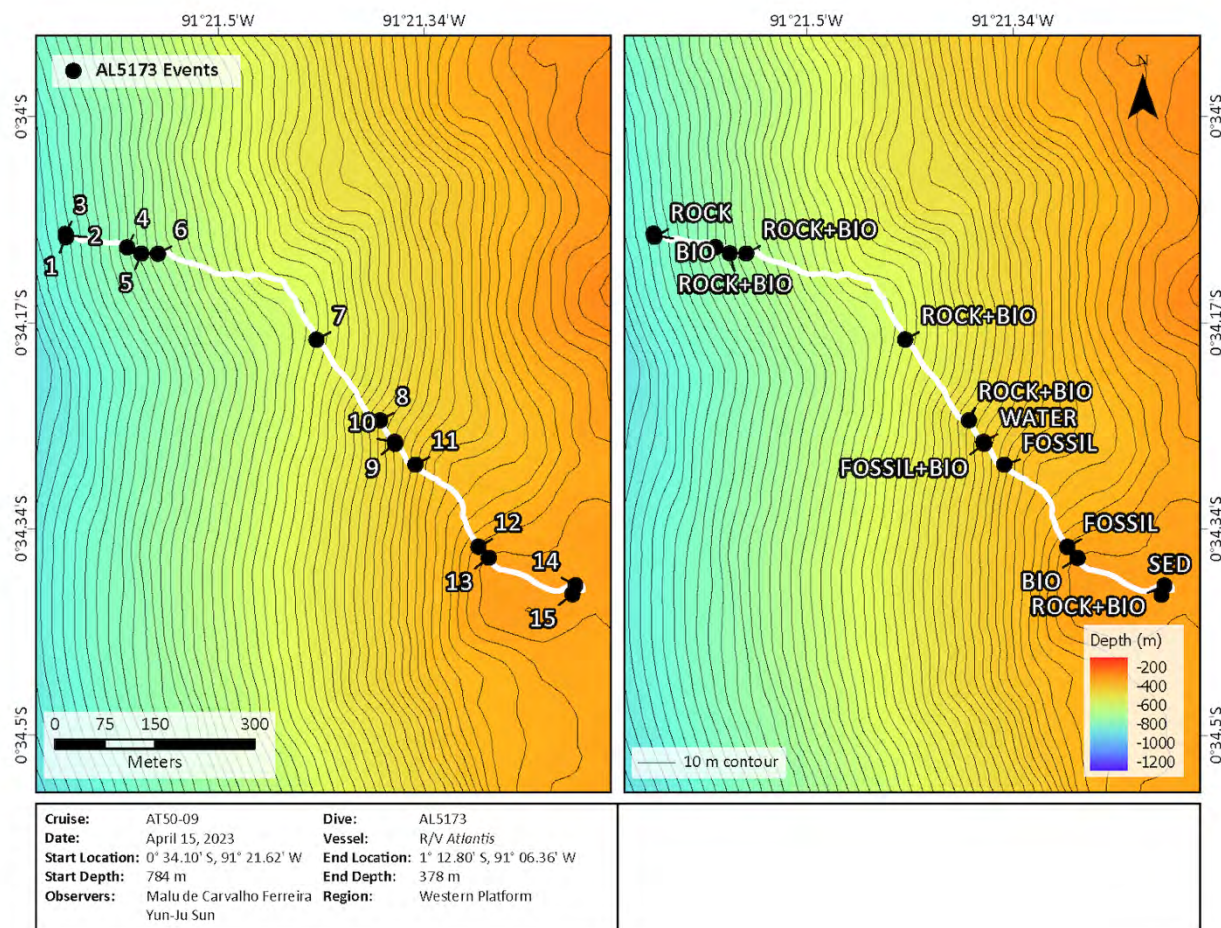 91°21.5'W 91°21.34'W 91°21.5'W 91°21.34'W
AL5173 Events
N
0°34'S
0°34'S
3
4
6
2
1
5
ROCK
ROCK+BIO
BIO
ROCK+BIO
0°34.17'S
0°34.17'S
7
ROCK+BIO
8
10
11
9
ROCK+BIO
WATER
FOSSIL
FOSSIL+BIO
0°34.34'S
0°34.34'S
12
14
13
15
FOSSIL
SED
BIO
ROCK+BIO
Depth (m)
-200
-400
-600
-800
-1000
-1200
0°34.5'S
0°34.5'S
0 75 150 300
Meters
10 m contour
Cruise: AT50-09 Dive: AL5173
Date: April 15, 2023 Vessel: R/V Atlantis
Start Location: 0° 34.10' S, 91° 21.62' W End Location: 1° 12.80' S, 91° 06.36' W
Start Depth: 784 m End Depth: 378 m
Observers: Malu de Carvalho Ferreira Region: Western Platform
Yun-Ju Sun